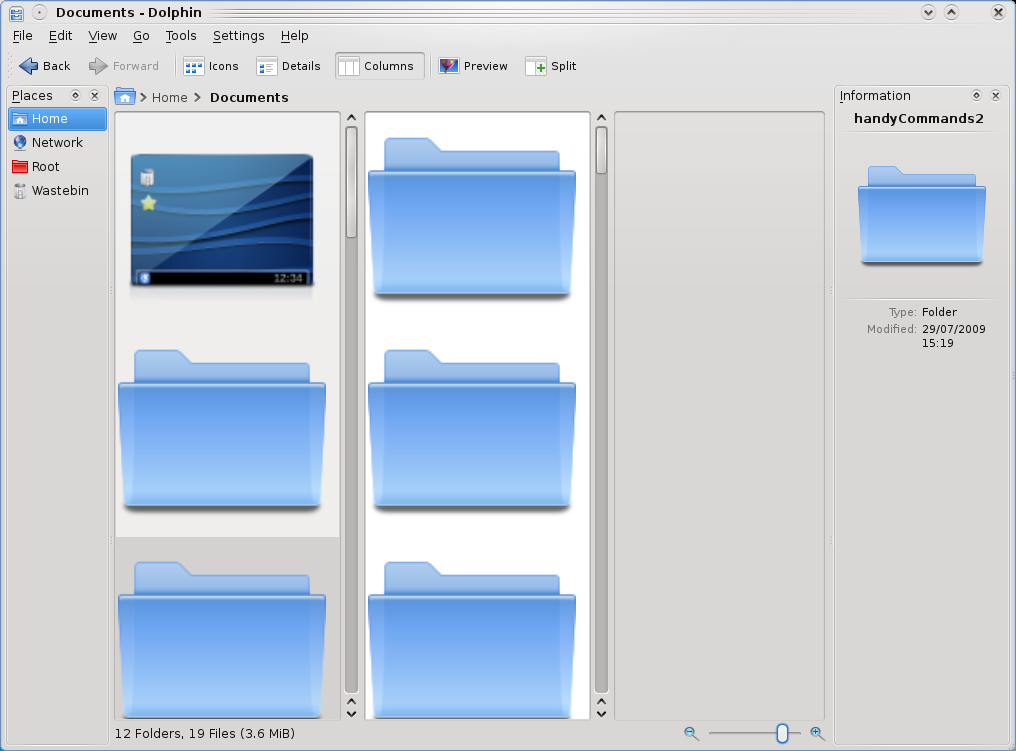 Documents - Dolphin
File Edit View Go Tools Settings Help
Back Forward Icons Details Columns Preview Split
Places
Home
Network
Root
Wastebin
Home Documents
12:34
12 Folders, 19 Files (3.6 MiB)
Information
handyCommands2
Type: Folder
Modified: 29/07/2009
15:19